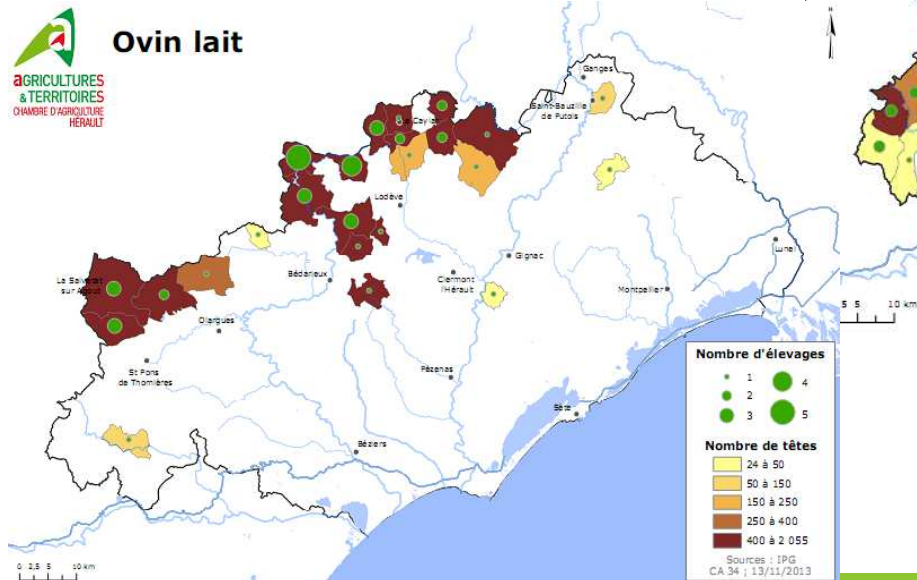 Ovin lait
aGRICULTURES
& TERRITOIRES
CHAMBRE D'AGRICULTURE
HÉRAULT
Ganges
Saint-Bauzille
de Putois
Le Caylar
Lodève
Gignac
Lunel
Bédarieux
Clermont
l'Hérault
Montpellier
La Salvetat
sur Agout
Olargues
St Pons
de Thomières
Pézenas
Sète
Béziers
Nombre d'élevages
1
4
2
3
5
Nombre de têtes
24 à 50
50 à 150
150 à 250
250 à 400
400 à 2 055
Sources : IPG
CA 34 ; 13/11/2013
0 2,5 5 10 km
5 10 km